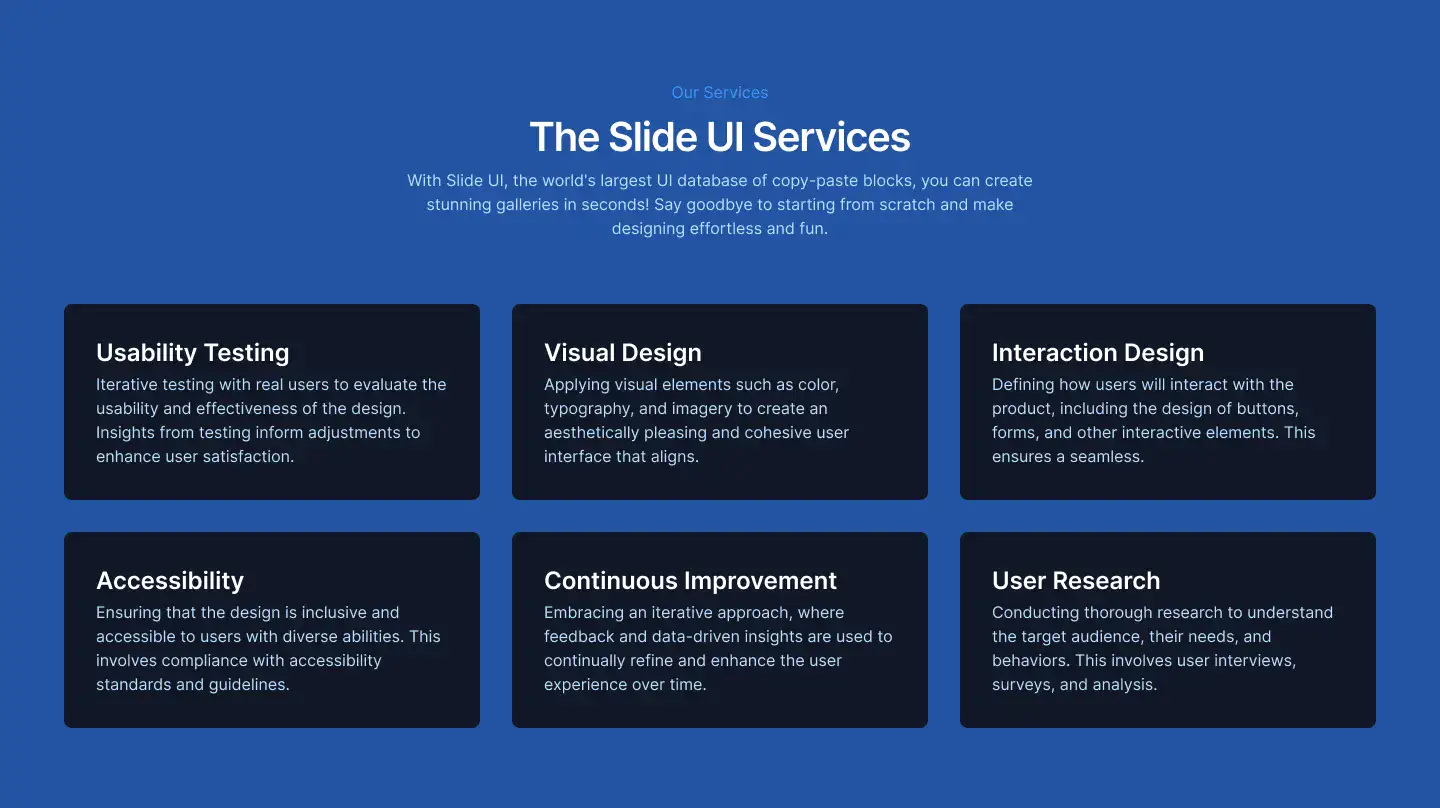 Our Services
The Slide UI Services
With Slide UI, the world's largest UI database of copy-paste blocks, you can create
stunning galleries in seconds! Say goodbye to starting from scratch and make
designing effortless and fun.
Usability Testing
Iterative testing with real users to evaluate the
usability and effectiveness of the design.
Insights from testing inform adjustments to
enhance user satisfaction.
Visual Design
Applying visual elements such as color,
typography, and imagery to create an
aesthetically pleasing and cohesive user
interface that aligns.
Interaction Design
Defining how users will interact with the
product, including the design of buttons,
forms, and other interactive elements. This
ensures a seamless.
Accessibility
Ensuring that the design is inclusive and
accessible to users with diverse abilities. This
involves compliance with accessibility
standards and guidelines.
Continuous Improvement
Embracing an iterative approach, where
feedback and data-driven insights are used to
continually refine and enhance the user
experience over time.
User Research
Conducting thorough research to understand
the target audience, their needs, and
behaviors. This involves user interviews,
surveys, and analysis.